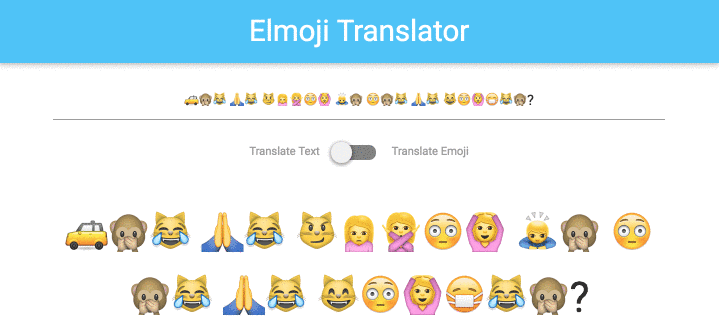 Elmoji Translator
🚕🙊😹 🙏😹 😼🙎🙅😳🙆 🙇🙊 😳🙊😹 🙏😹 😸😳🙆😷😹🙊?
Translate Text Translate Emoji
🚕🙊😹 🙏😹 😼🙎🙅😳🙆 🙇🙊 😳
🙊😹 🙏😹 😸😳🙆😷😹🙊?